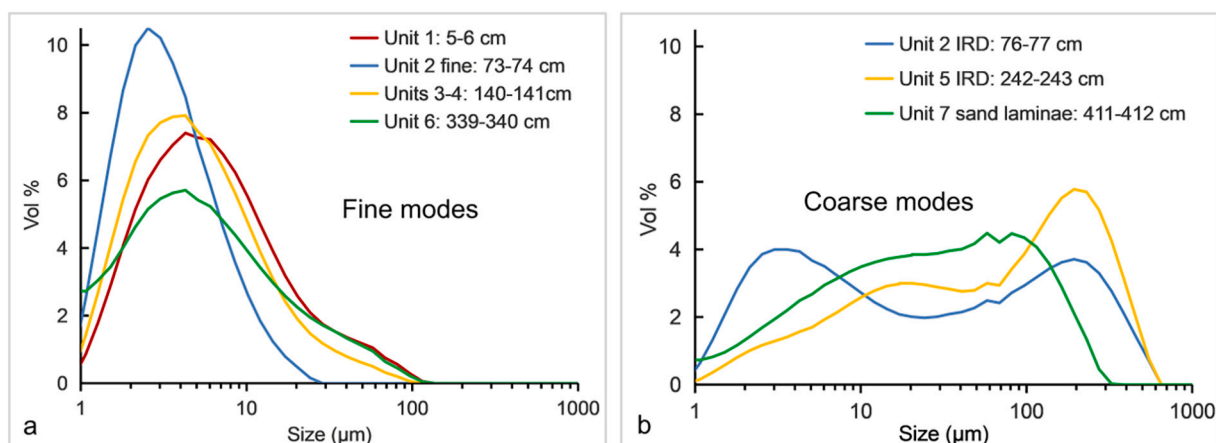 10
8
6
4
2
0
Vol %
Unit 1: 5-6 cm
Unit 2 fine: 73-74 cm
Units 3-4: 140-141cm
Unit 6: 339-340 cm
Fine modes
1
10
100
1000
Size (µm)
a
10
8
6
4
2
0
Vol %
Unit 2 IRD: 76-77 cm
Unit 5 IRD: 242-243 cm
Unit 7 sand laminae: 411-412 cm
Coarse modes
1
10
100
1000
Size (µm)
b